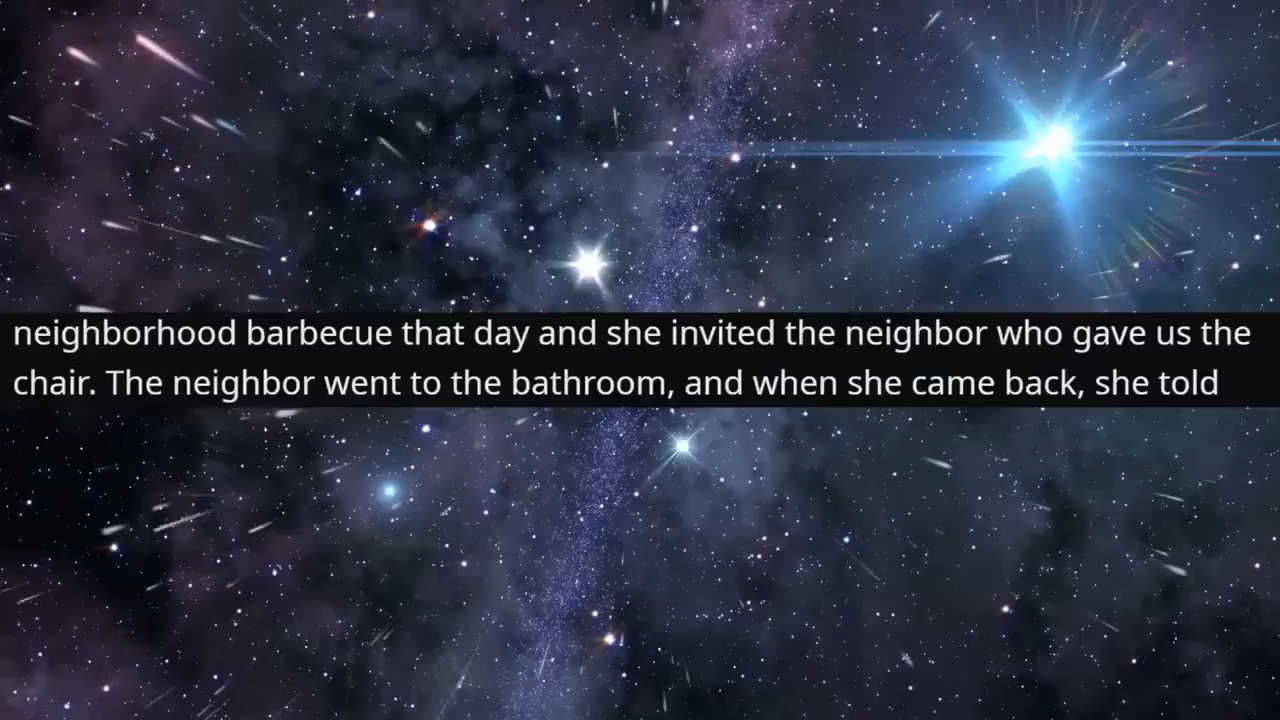 neighborhood barbecue that day and she invited the neighbor who gave us the
chair. The neighbor went to the bathroom, and when she came back, she told